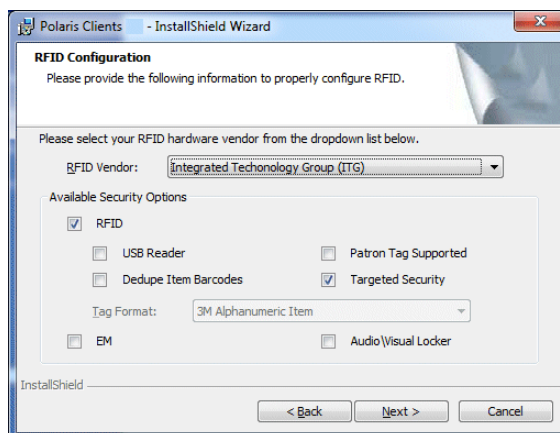 Polaris Clients - InstallShield Wizard
RFID Configuration
Please provide the following information to properly configure RFID.
Please select your RFID hardware vendor from the dropdown list below.
RFID Vendor: Integrated Techonology Group (ITG)
Available Security Options
RFID
USB Reader Patron Tag Supported
Dedupe Item Barcodes Targeted Security
Tag Format: 3M Alphanumeric Item
EM Audio\Visual Locker
InstallShield
< Back Next > Cancel